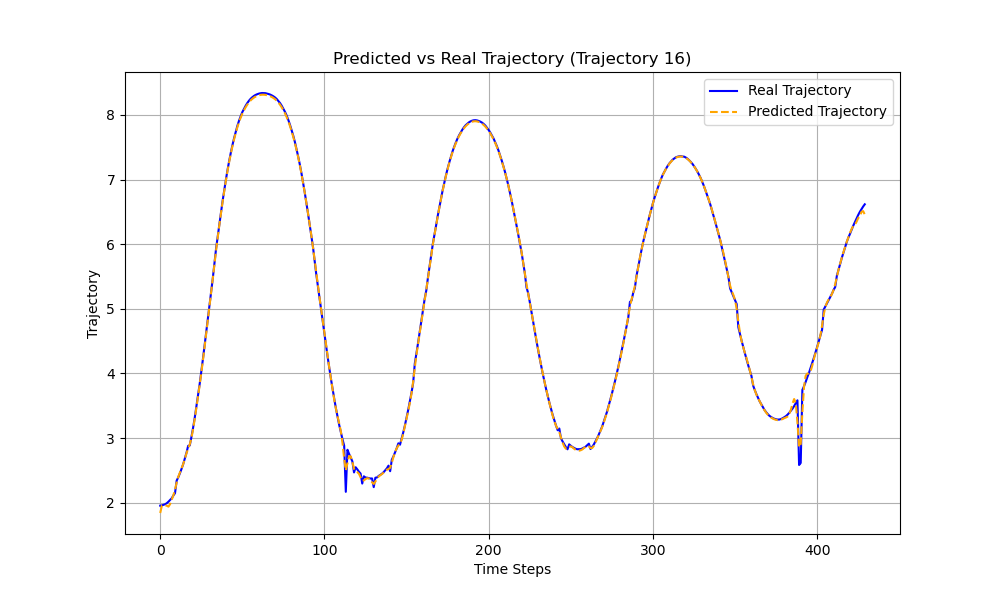 Predicted vs Real Trajectory (Trajectory 16)
Real Trajectory
Predicted Trajectory
Trajectory
8
7
6
5
4
3
2
0 100 200 300 400
Time Steps